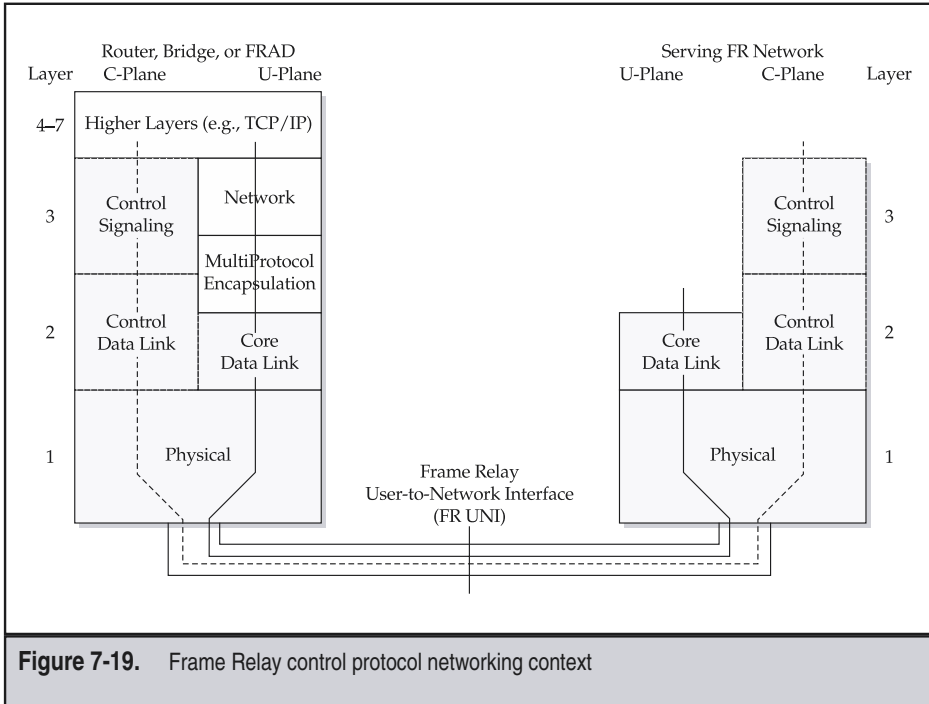 Router, Bridge, or FRAD
Layer C-Plane U-Plane
4–7 Higher Layers (e.g., TCP/IP)
3 Control
Signaling
Network
MultiProtocol
Encapsulation
2 Control
Data Link
Core
Data Link
1 Physical
Serving FR Network
U-Plane C-Plane Layer
Control
Signaling
3
Core
Data Link
Control
Data Link
2
Physical 1
Frame Relay
User-to-Network Interface
(FR UNI)
Figure 7-19. Frame Relay control protocol networking context